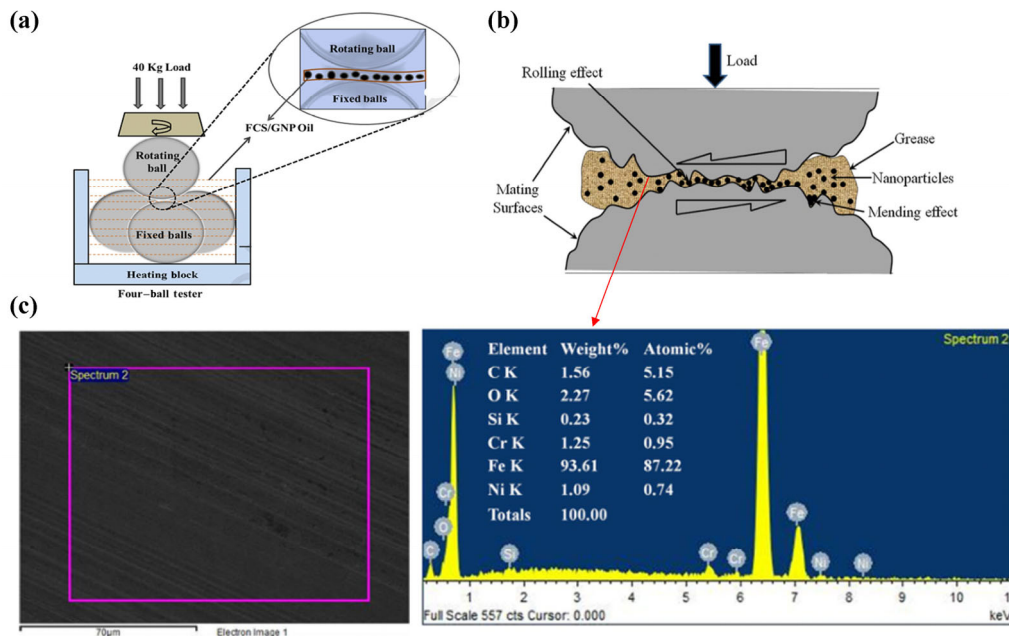 (a)
40 Kg Load
Rotating ball
Fixed balls
FCS/GNP Oil
Rotating
ball
Fixed balls
Heating block
Four–ball tester
(b)
Load
Rolling effect
Grease
Nanoparticles
Mending effect
Mating
Surfaces
(c)
Spectrum 2
70µm
Electron Image 1
Spectrum 2
Element Weight% Atomic%
C K 1.56 5.15
O K 2.27 5.62
Si K 0.23 0.32
Cr K 1.25 0.95
Fe K 93.61 87.22
Ni K 1.09 0.74
Totals 100.00
Fe
Ni
Cr
O
C
Si
Cr
Cr
Fe
Fe
Ni
Ni
1 2 3 4 5 6 7 8 9 10 11
Full Scale 557 cts Cursor: 0.000
keV